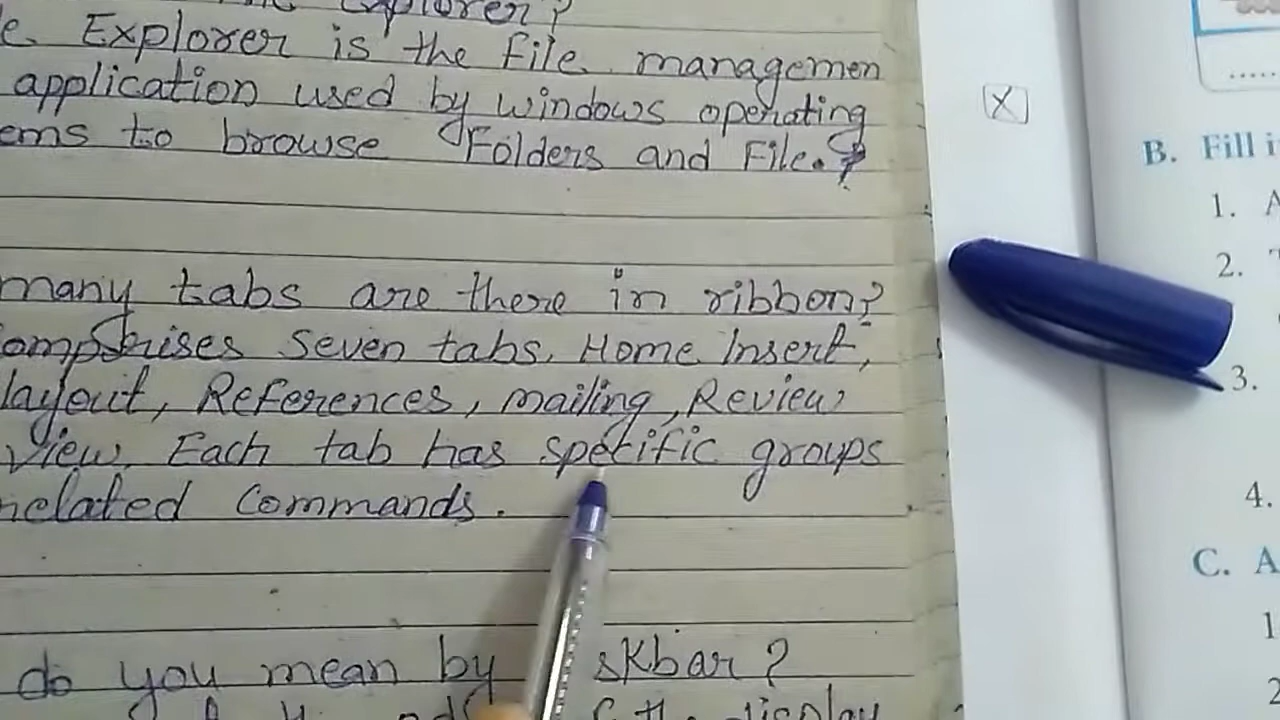 Explorer?
e Explorer is the File managemen
application used by windows operating
ems to browse Folders and File.
many tabs are there in ribbon?
omprises Seven tabs, Home Insert,
layout, References, mailing, Review
View. Each tab has specific groups
related Commands.
do you mean by skbar?
display
X
B. Fill i
1. A
2.
3.
4.
C. A
1
2